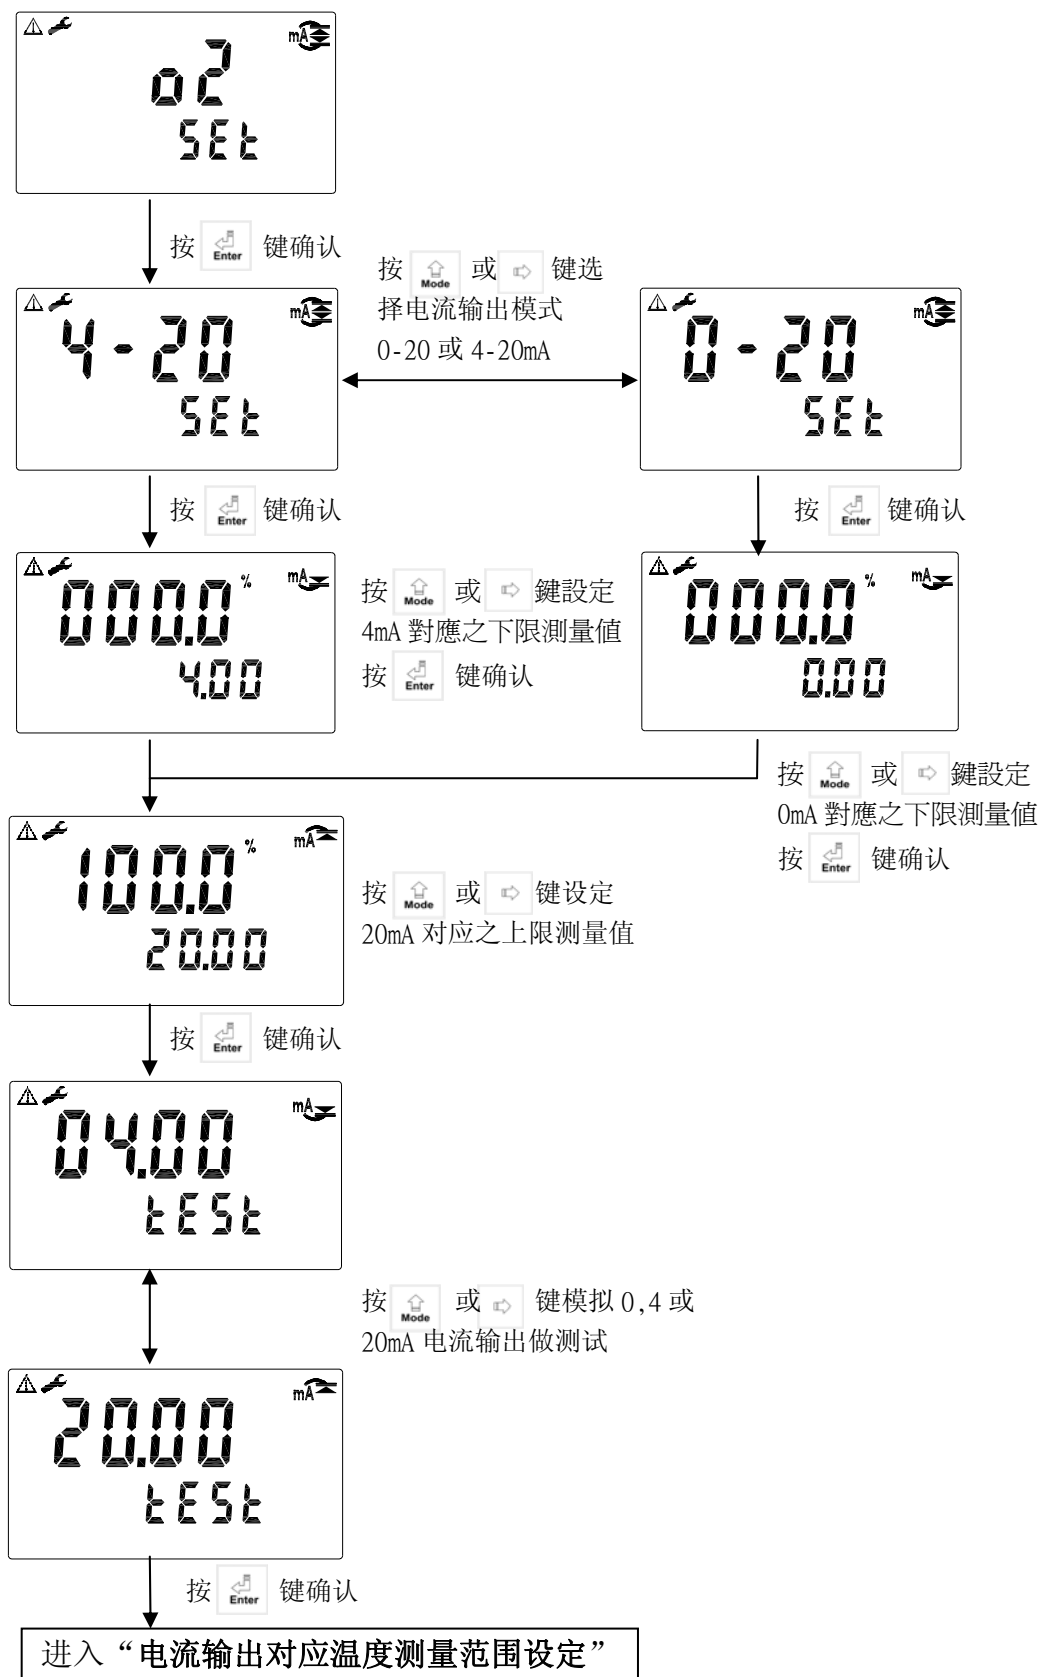 mA
o2
SEt
按 Enter 键确认
按 Mode 或 键选
择电流输出模式
0-20 或 4-20mA
mA
4-20
SEt
mA
0-20
SEt
按 Enter 键确认
按 Enter 键确认
mA
000.0 %
4.00
按 Mode 或 鍵設定
4mA 對應之下限測量值
按 Enter 键确认
mA
000.0 %
0.00
按 Mode 或 鍵設定
0mA 對應之下限測量值
按 Enter 键确认
mA
100.0 %
20.00
按 Mode 或 键设定
20mA 对应之上限测量值
按 Enter 键确认
mA
04.00
tESt
按 Mode 或 键模拟 0,4 或
20mA 电流输出做测试
mA
20.00
tESt
按 Enter 键确认
进入“电流输出对应温度测量范围设定”